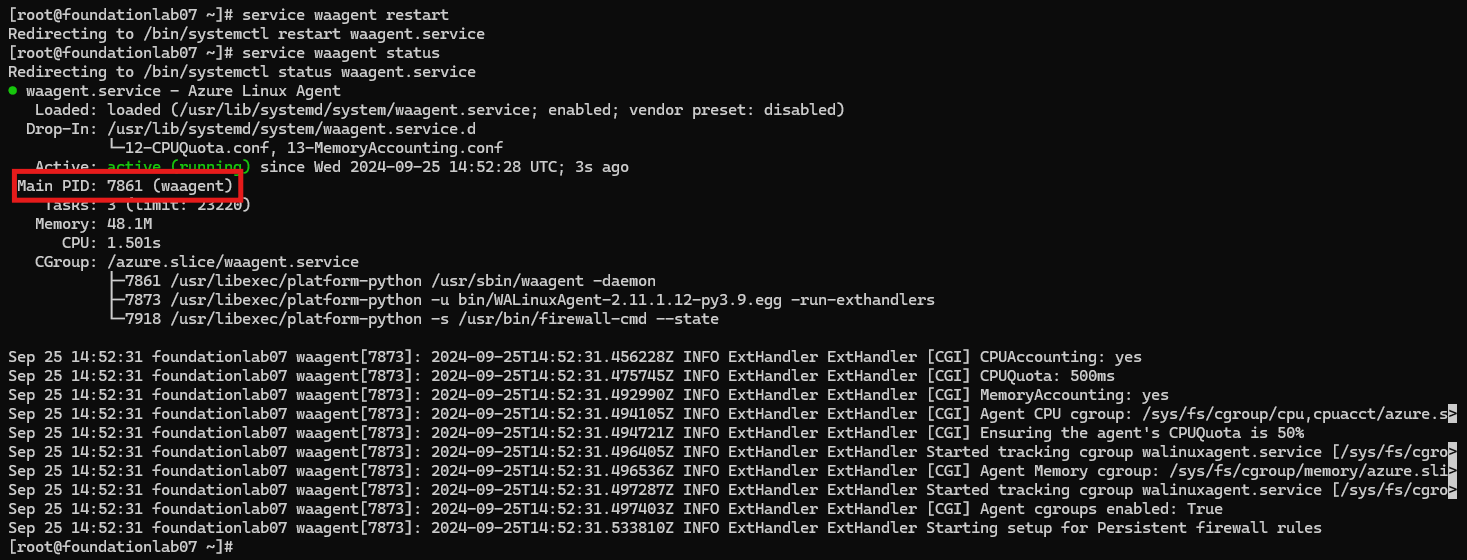 [root@foundationlab07 ~]# service waagent restart
Redirecting to /bin/systemctl restart waagent.service
[root@foundationlab07 ~]# service waagent status
Redirecting to /bin/systemctl status waagent.service
● waagent.service - Azure Linux Agent
Loaded: loaded (/usr/lib/systemd/system/waagent.service; enabled; vendor preset: disabled)
Drop-In: /usr/lib/systemd/system/waagent.service.d
└─12-CPUQuota.conf, 13-MemoryAccounting.conf
Active: active (running) since Wed 2024-09-25 14:52:28 UTC; 3s ago
Main PID: 7861 (waagent)
Tasks: 3 (limit: 23220)
Memory: 48.1M
CPU: 1.501s
CGroup: /azure.slice/waagent.service
├─7861 /usr/libexec/platform-python /usr/sbin/waagent -daemon
├─7873 /usr/libexec/platform-python -u bin/WALinuxAgent-2.11.1.12-py3.9.egg -run-exthandlers
└─7918 /usr/libexec/platform-python -s /usr/bin/firewall-cmd --state
Sep 25 14:52:31 foundationlab07 waagent[7873]: 2024-09-25T14:52:31.456228Z INFO ExtHandler ExtHandler [CGI] CPUAccounting: yes
Sep 25 14:52:31 foundationlab07 waagent[7873]: 2024-09-25T14:52:31.475745Z INFO ExtHandler ExtHandler [CGI] CPUQuota: 500ms
Sep 25 14:52:31 foundationlab07 waagent[7873]: 2024-09-25T14:52:31.492990Z INFO ExtHandler ExtHandler [CGI] MemoryAccounting: yes
Sep 25 14:52:31 foundationlab07 waagent[7873]: 2024-09-25T14:52:31.494105Z INFO ExtHandler ExtHandler [CGI] Agent CPU cgroup: /sys/fs/cgroup/cpu,cpuacct/azure.s>
Sep 25 14:52:31 foundationlab07 waagent[7873]: 2024-09-25T14:52:31.494721Z INFO ExtHandler ExtHandler [CGI] Ensuring the agent's CPUQuota is 50%
Sep 25 14:52:31 foundationlab07 waagent[7873]: 2024-09-25T14:52:31.496405Z INFO ExtHandler ExtHandler Started tracking cgroup walinuxagent.service [/sys/fs/cgro>
Sep 25 14:52:31 foundationlab07 waagent[7873]: 2024-09-25T14:52:31.496536Z INFO ExtHandler ExtHandler [CGI] Agent Memory cgroup: /sys/fs/cgroup/memory/azure.sli>
Sep 25 14:52:31 foundationlab07 waagent[7873]: 2024-09-25T14:52:31.497287Z INFO ExtHandler ExtHandler Started tracking cgroup walinuxagent.service [/sys/fs/cgro>
Sep 25 14:52:31 foundationlab07 waagent[7873]: 2024-09-25T14:52:31.497403Z INFO ExtHandler ExtHandler [CGI] Agent cgroups enabled: True
Sep 25 14:52:31 foundationlab07 waagent[7873]: 2024-09-25T14:52:31.533810Z INFO ExtHandler ExtHandler Starting setup for Persistent firewall rules
[root@foundationlab07 ~]#